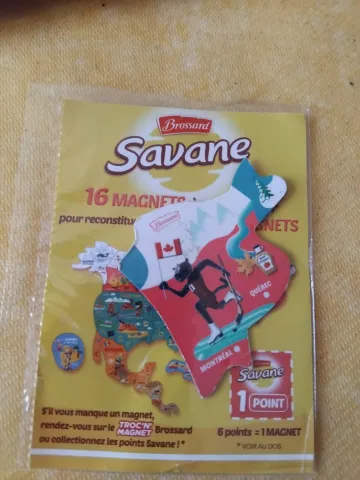 Brossard
Savane
16 MAGNETS
pour reconstitu
NETS
Brossard
QUÉBEC
MONTRÉAL
Savane
1 POINT
S'il vous manque un magnet,
rendez-vous sur le TROC'N' MAGNET Brossard
ou collectionnez les points Savane ! *
6 points = 1 MAGNET
* VOIR AU DOS